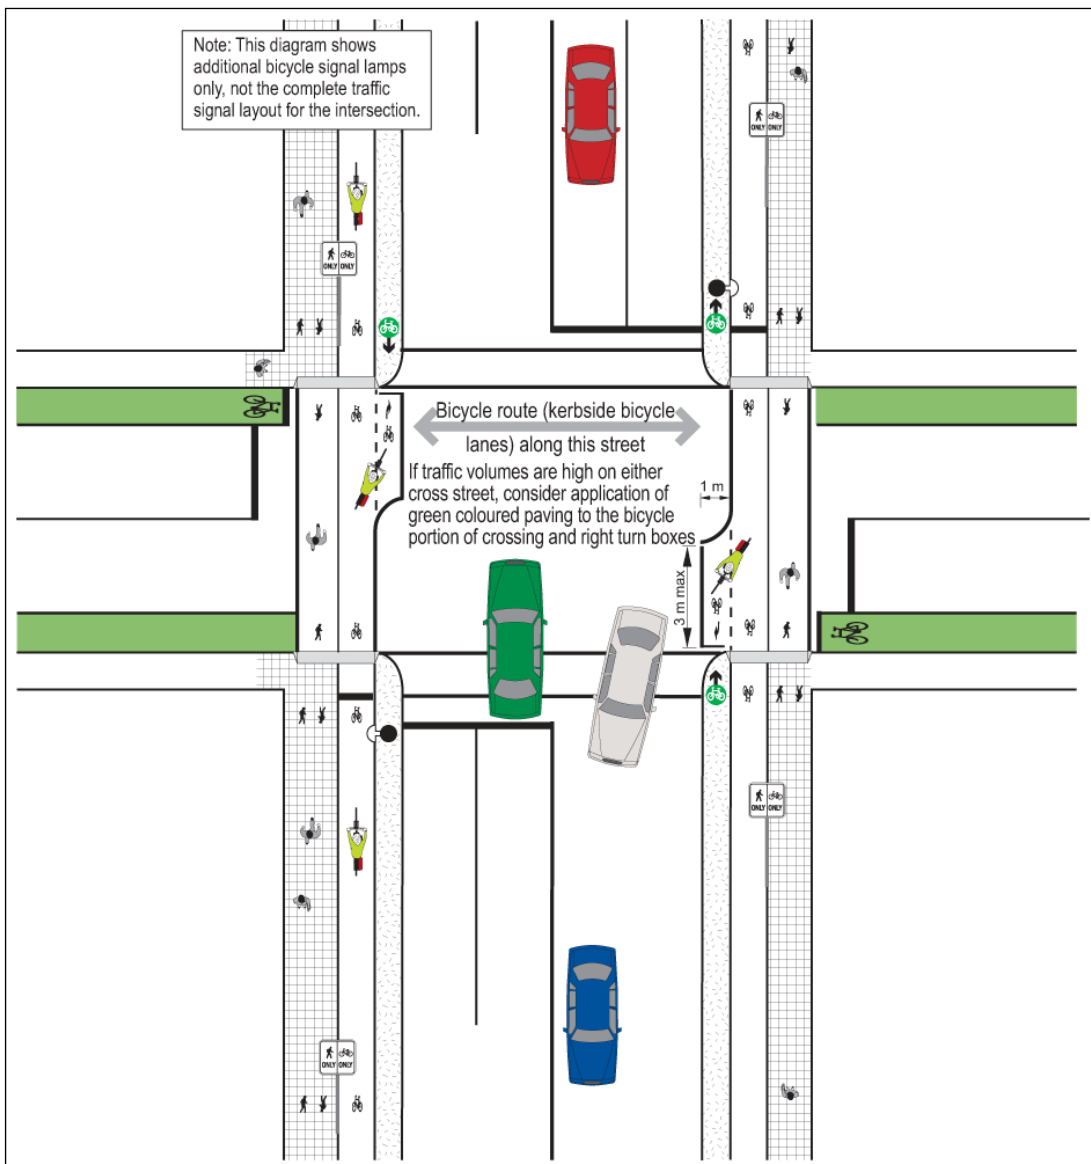 Note: This diagram shows
additional bicycle signal lamps
only, not the complete traffic
signal layout for the intersection.
ONLY ONLY
ONLY ONLY
Bicycle route (kerbside bicycle
lanes) along this street
If traffic volumes are high on either
cross street, consider application of
green coloured paving to the bicycle
portion of crossing and right turn boxes
1 m
3 m max
ONLY ONLY
ONLY ONLY